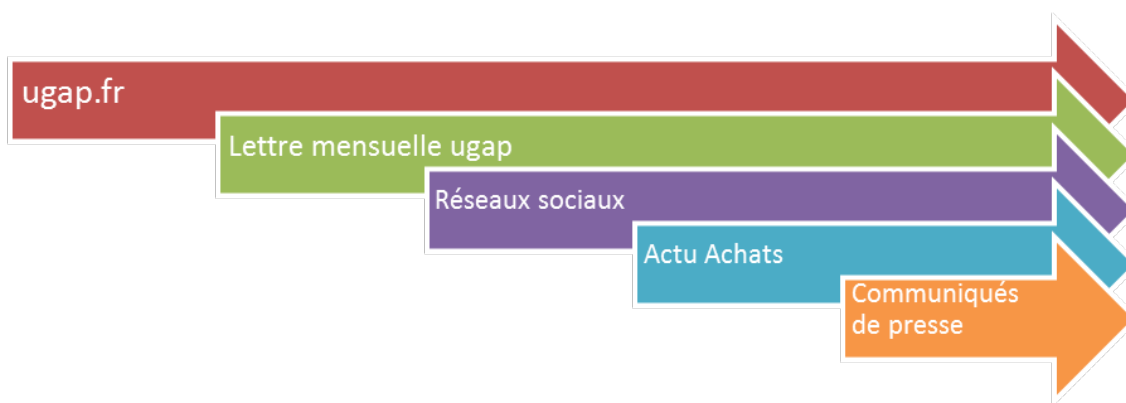 ugap.fr
Lettre mensuelle ugap
Réseaux sociaux
Actu Achats
Communiqués
de presse